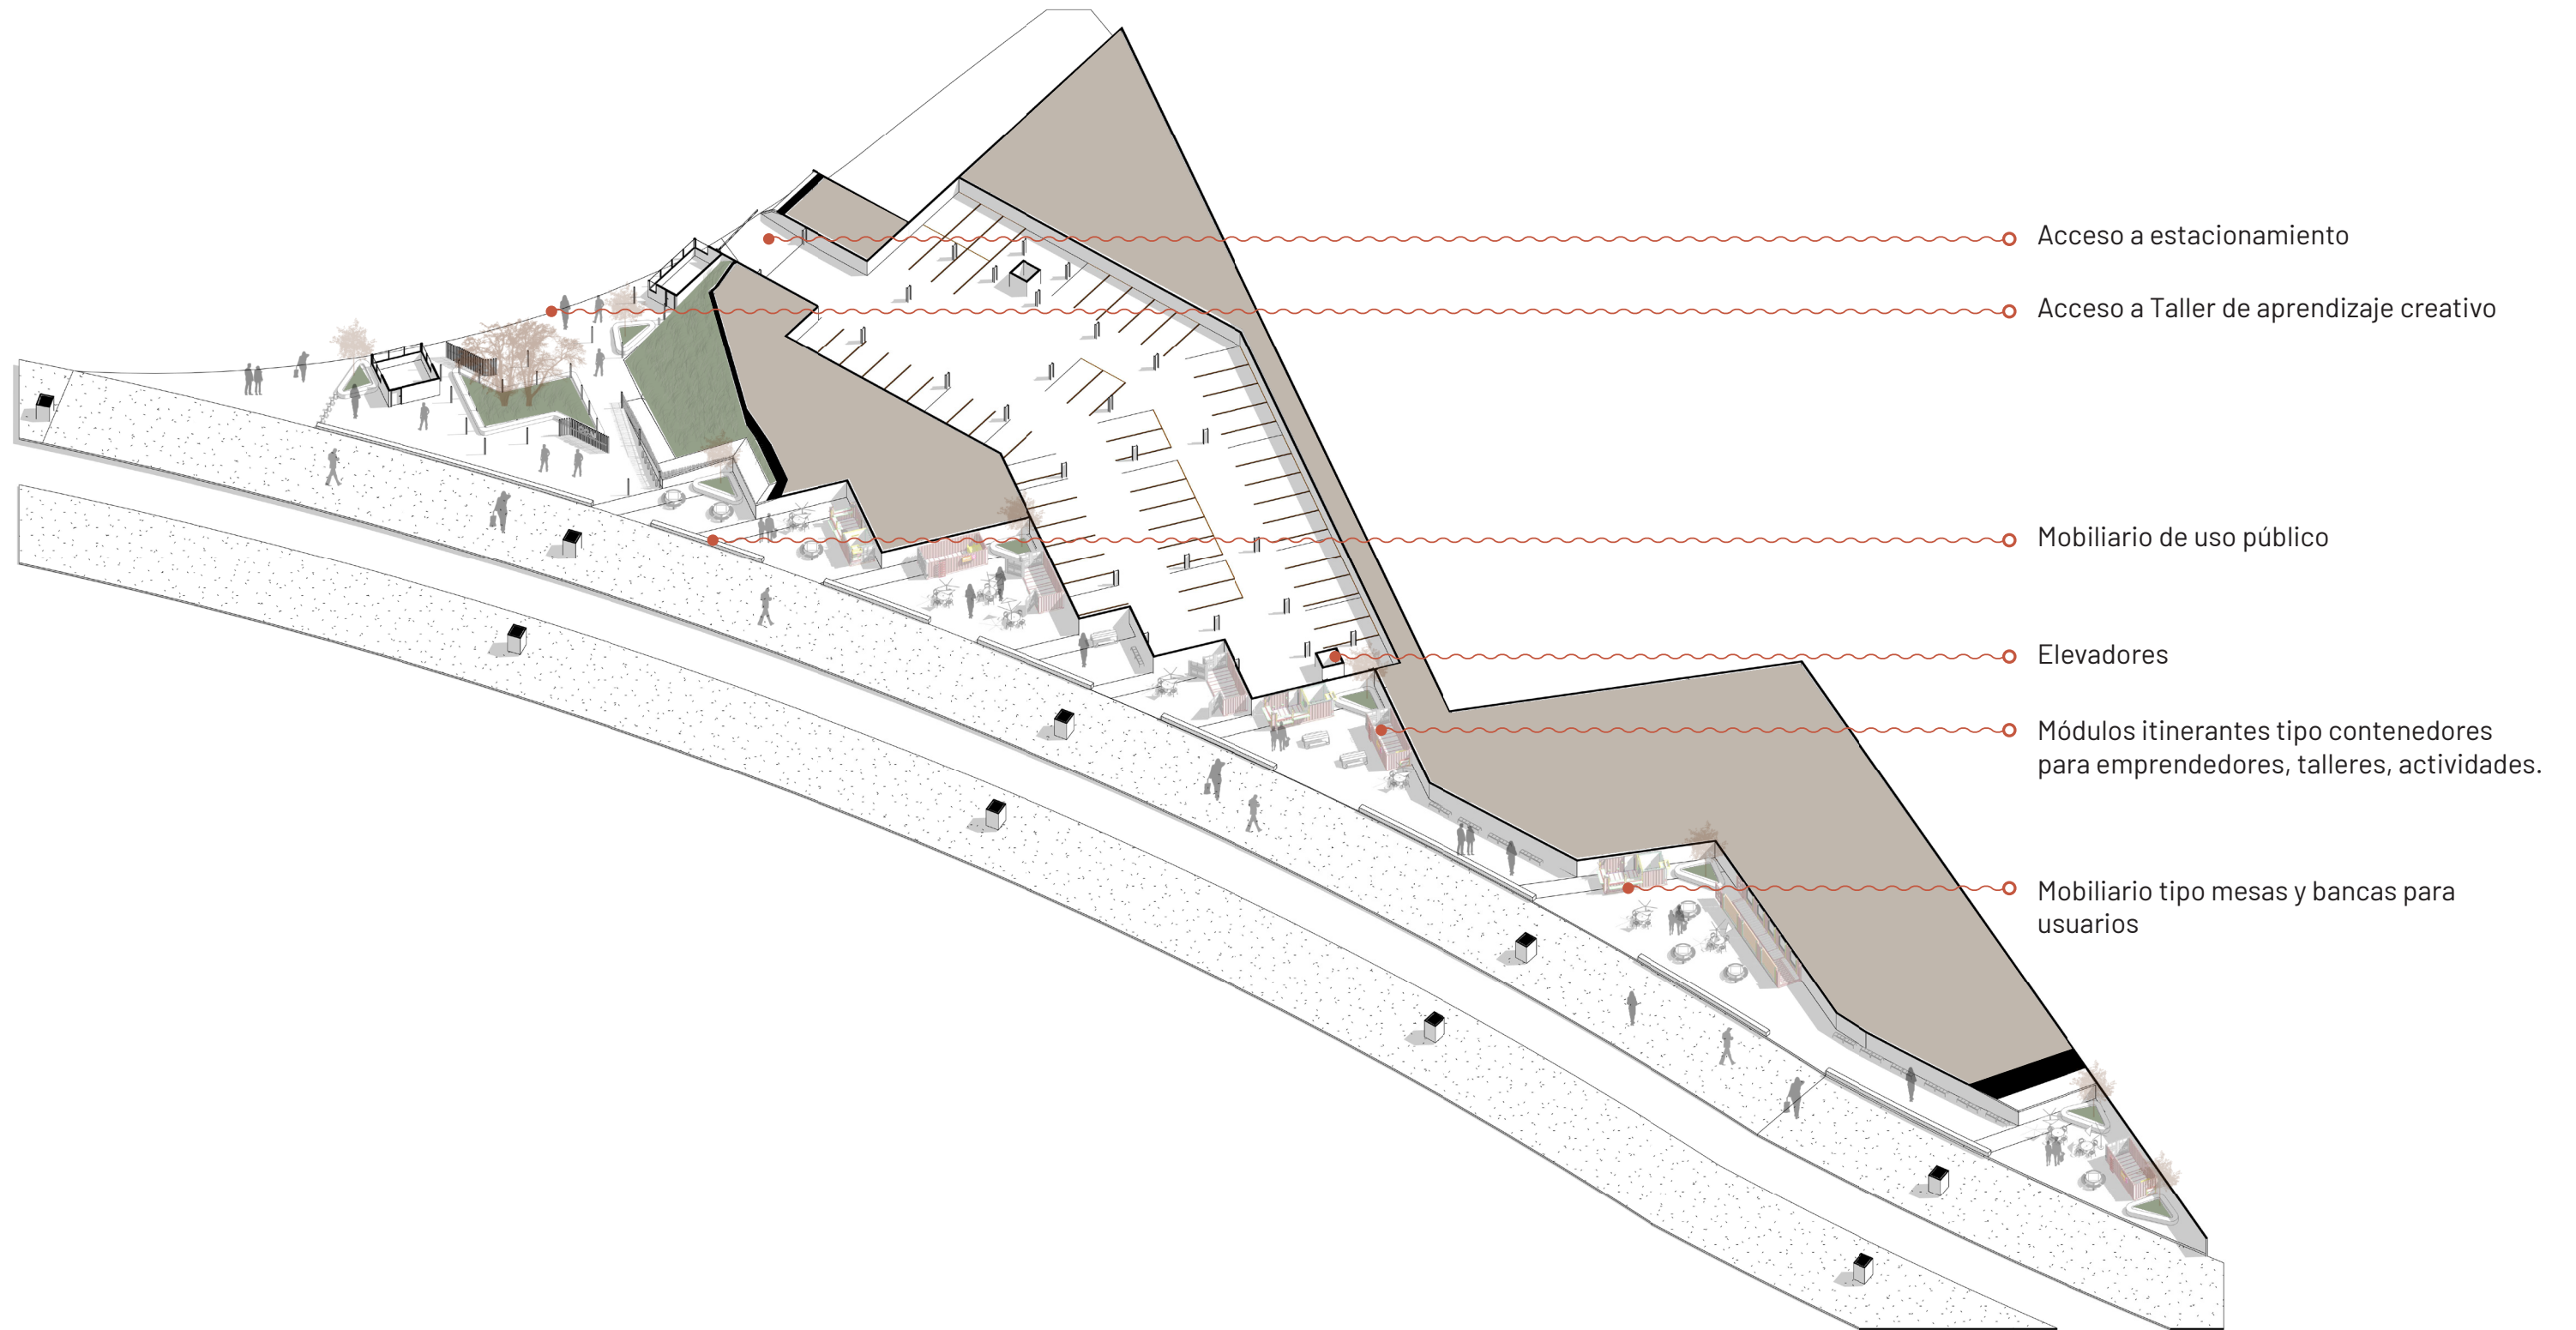 Acceso a estacionamiento
Acceso a Taller de aprendizaje creativo
Mobiliario de uso público
Elevadores
Módulos itinerantes tipo contenedores
para emprendedores, talleres, actividades.
Mobiliario tipo mesas y bancas para
usuarios